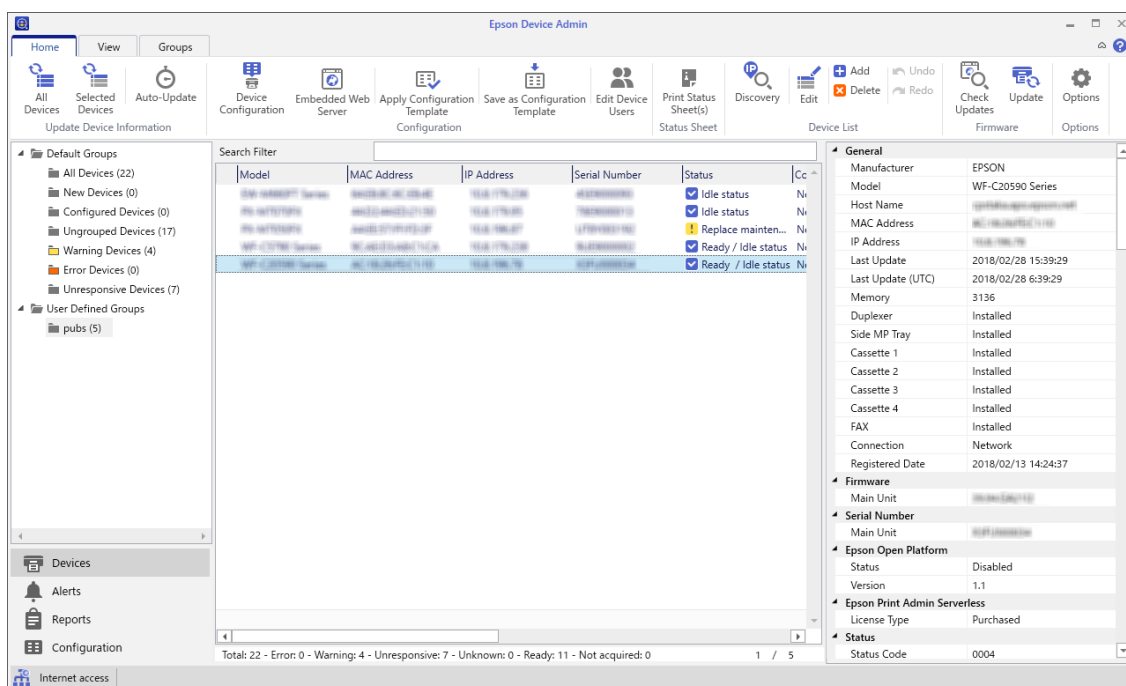 Epson Device Admin
Home View Groups
All Devices
Selected Devices
Auto-Update
Update Device Information
Device Configuration
Embedded Web Server
Apply Configuration Template
Save as Configuration Template
Edit Device Users
Configuration
Print Status Sheet(s)
Status Sheet
Discovery
Edit
Add
Delete
Undo
Redo
Device List
Check Updates
Update
Firmware
Options
Options
Default Groups
All Devices (22)
New Devices (0)
Configured Devices (0)
Ungrouped Devices (17)
Warning Devices (4)
Error Devices (0)
Unresponsive Devices (7)
User Defined Groups
pubs (5)
Devices
Alerts
Reports
Configuration
Search Filter
Model MAC Address IP Address Serial Number Status Co
Idle status
Idle status
Replace mainten...
Ready / Idle status
Ready / Idle status
Total: 22 - Error: 0 - Warning: 4 - Unresponsive: 7 - Unknown: 0 - Ready: 11 - Not acquired: 0 1 / 5
General
Manufacturer EPSON
Model WF-C20590 Series
Host Name
MAC Address
IP Address
Last Update 2018/02/28 15:39:29
Last Update (UTC) 2018/02/28 6:39:29
Memory 3136
Duplexer Installed
Side MP Tray Installed
Cassette 1 Installed
Cassette 2 Installed
Cassette 3 Installed
Cassette 4 Installed
FAX Installed
Connection Network
Registered Date 2018/02/13 14:24:37
Firmware
Main Unit
Serial Number
Main Unit
Epson Open Platform
Status Disabled
Version 1.1
Epson Print Admin Serverless
License Type Purchased
Status
Status Code 0004
Internet access